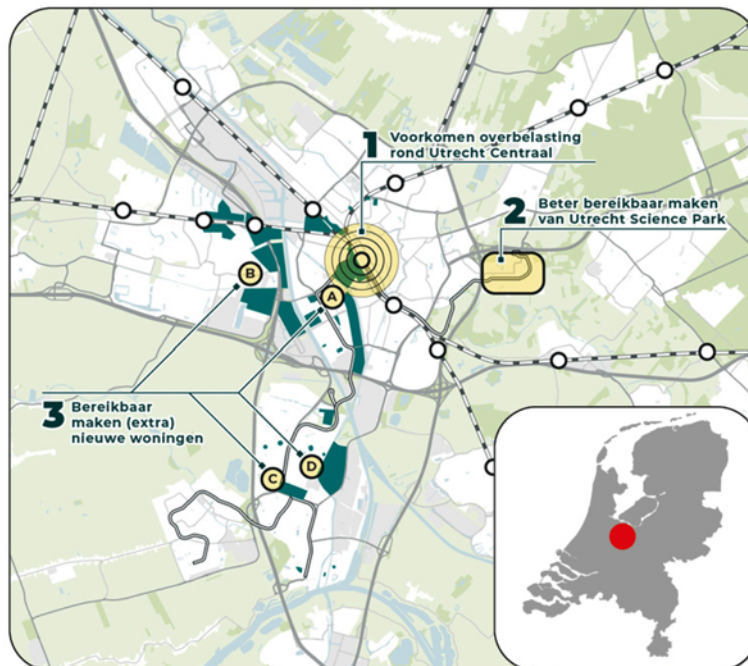 1 Voorkomen overbelasting
rond Utrecht Centraal
2 Beter bereikbaar maken
van Utrecht Science Park
B
A
3 Bereikbaar
maken (extra)
nieuwe woningen
C
D